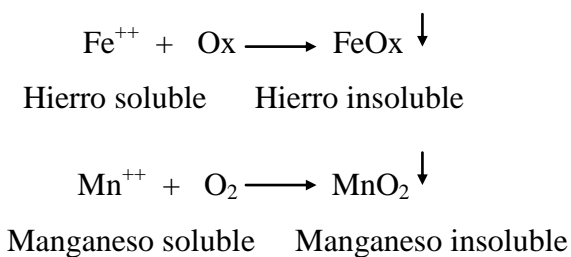 Fe⁺⁺ + Ox ⟶ FeOx ↓
Hierro soluble Hierro insoluble
Mn⁺⁺ + O₂ ⟶ MnO₂ ↓
Manganeso soluble Manganeso insoluble